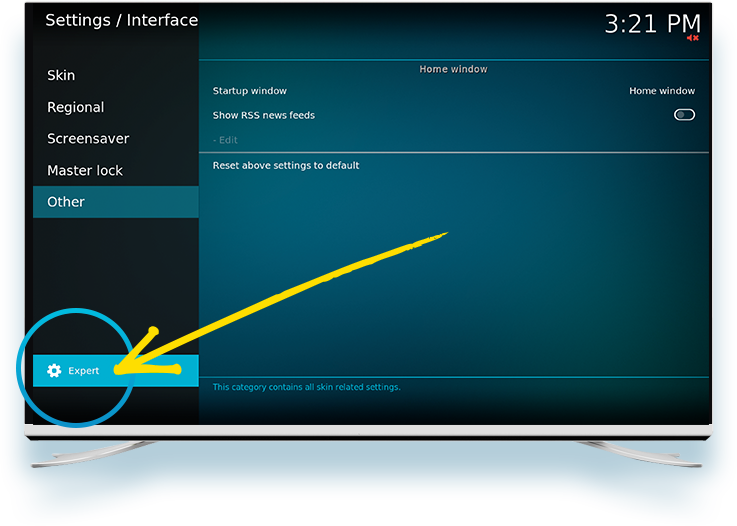 Settings / Interface
3:21 PM
Skin
Regional
Screensaver
Master lock
Other
Expert
Home window
Startup window Home window
Show RSS news feeds
- Edit
Reset above settings to default
This category contains all skin related settings.